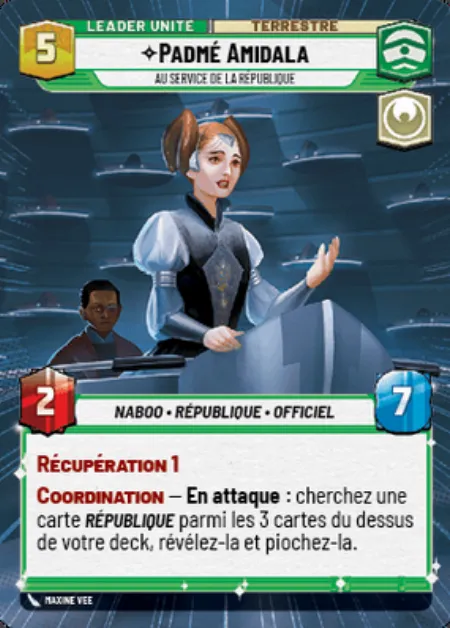 LEADER UNITÉ
TERRESTRE
5
PADMÉ AMIDALA
AU SERVICE DE LA RÉPUBLIQUE
2
NABOO • RÉPUBLIQUE • OFFICIEL
7
RÉCUPÉRATION 1
COORDINATION – En attaque : cherchez une
carte RÉPUBLIQUE parmi les 3 cartes du dessus
de votre deck, révélez-la et piochez-la.
MAXINE VEE